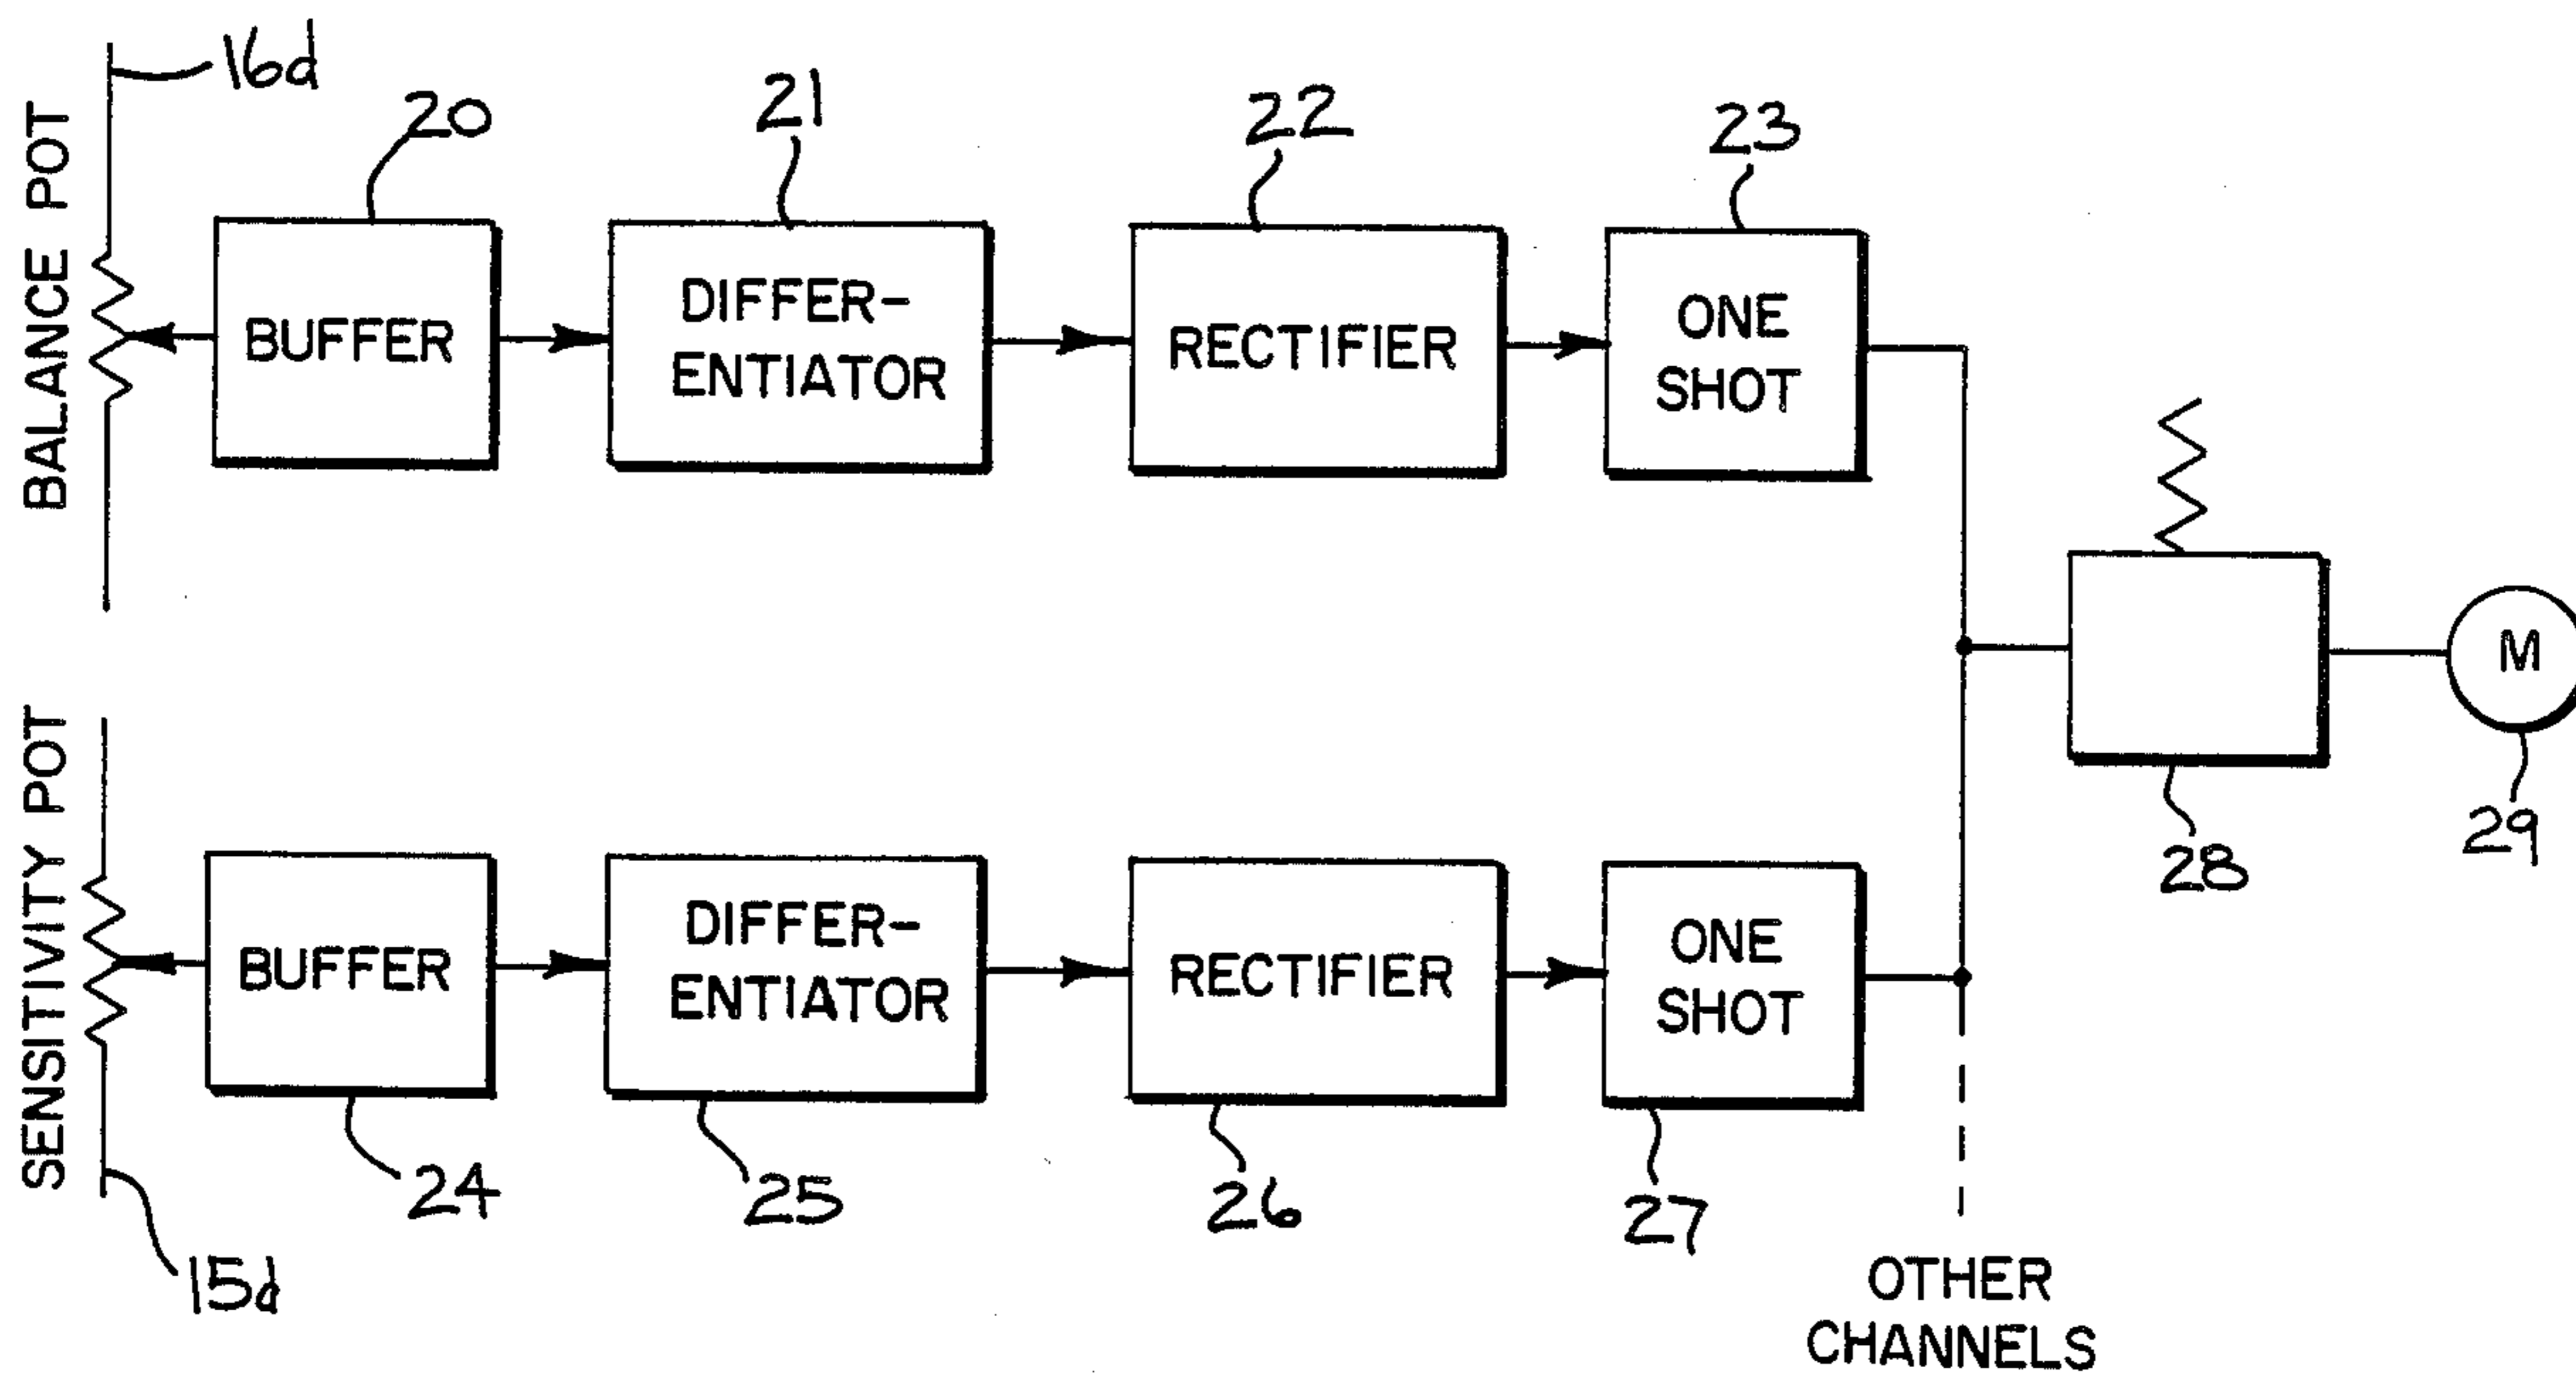 16d
BALANCE POT
20
21
22
23
BUFFER
DIFFER-
ENTIATOR
RECTIFIER
ONE
SHOT
M
29
28
SENSITIVITY POT
BUFFER
DIFFER-
ENTIATOR
RECTIFIER
ONE
SHOT
24
25
26
27
15d
OTHER
CHANNELS